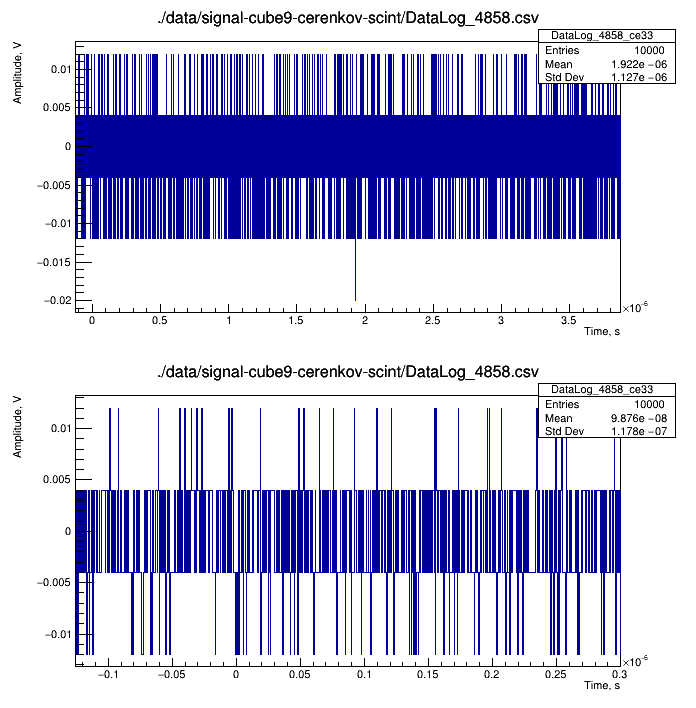 ./data/signal-cube9-cerenkov-scint/DataLog_4858.csv
DataLog_4858_ce33
Entries 10000
Mean 1.922e−06
Std Dev 1.127e−06
Amplitude, V
0.01
0.005
0
−0.005
−0.01
−0.015
−0.02
0 0.5 1 1.5 2 2.5 3 3.5
×10−6
Time, s
./data/signal-cube9-cerenkov-scint/DataLog_4858.csv
DataLog_4858_ce33
Entries 10000
Mean 9.876e−08
Std Dev 1.178e−07
Amplitude, V
0.01
0.005
0
−0.005
−0.01
−0.1 −0.05 0 0.05 0.1 0.15 0.2 0.25 0.3
×10−6
Time, s